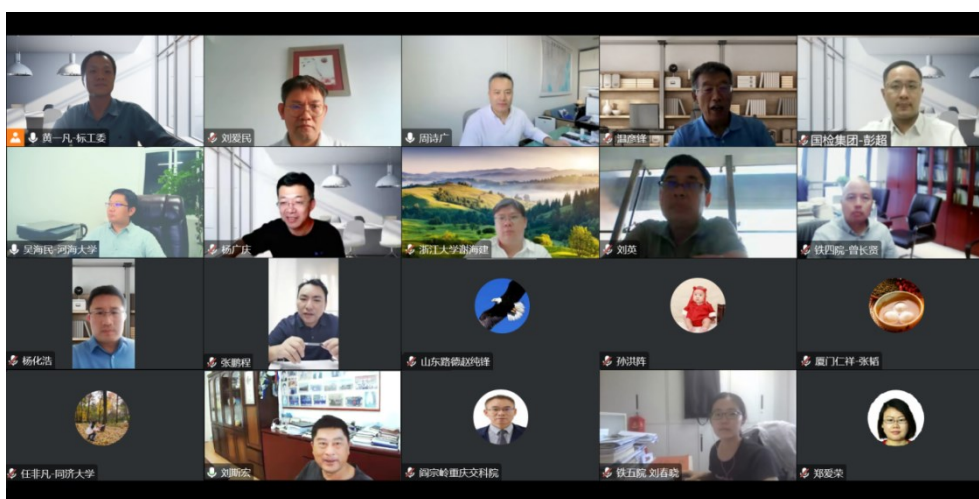 黄一凡-标工委
刘爱民
周诗广
温彦锋
国检集团-彭超
吴海民-河海大学
杨广庆
浙江大学谢海建
刘英
铁四院-曾长贤
杨化浩
张鹏程
山东路德赵纯锋
孙洪阵
厦门仁祥-张韬
任非凡-同济大学
刘斯宏
阎宗岭重庆交科院
铁五院 刘春晓
郑爱荣